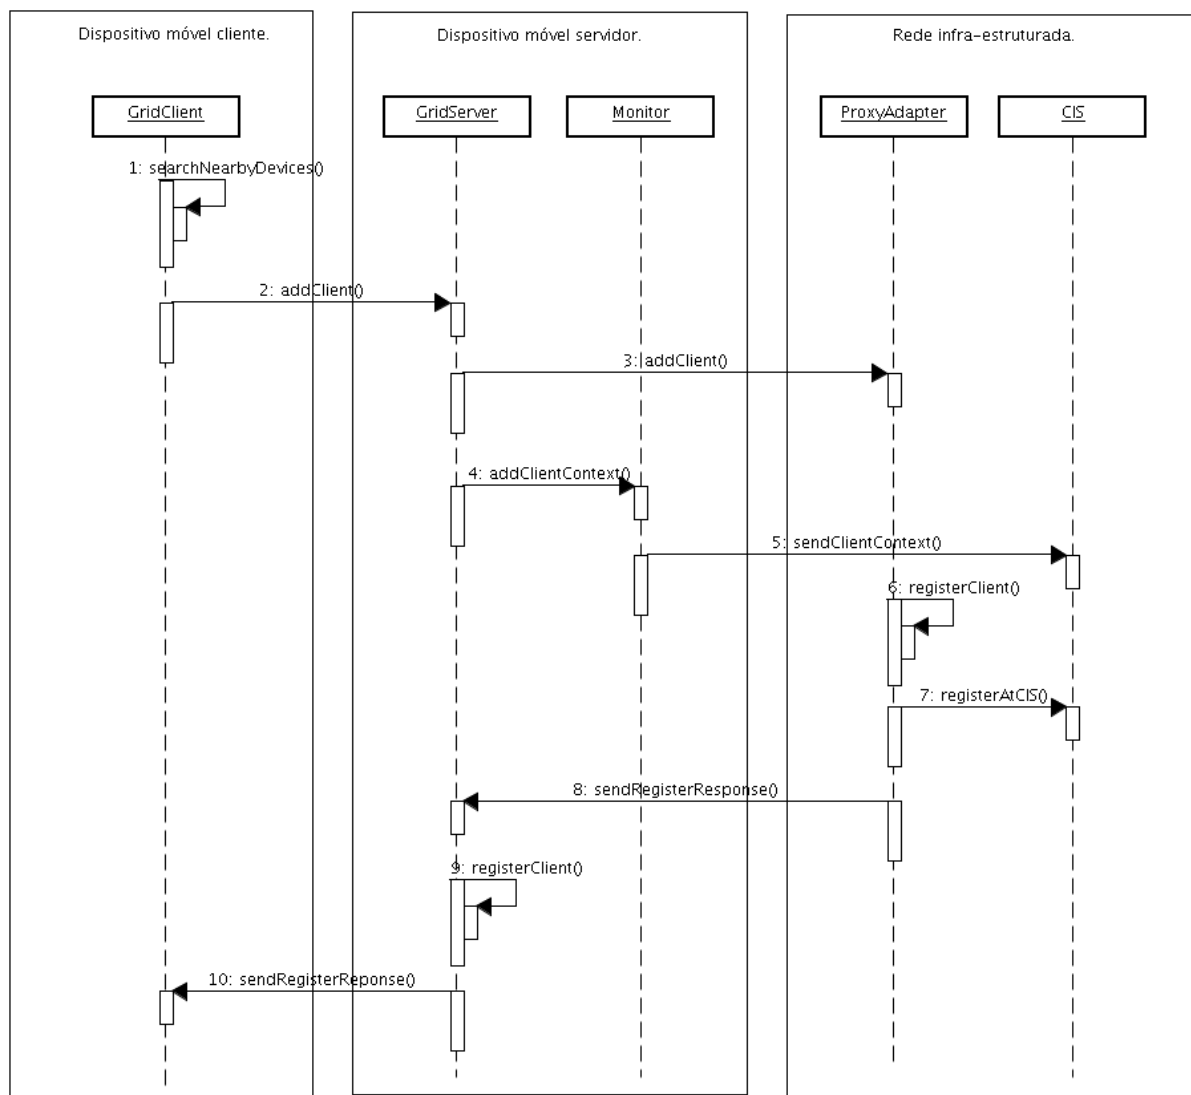 Dispositivo móvel cliente.
Dispositivo móvel servidor.
Rede infra-estruturada.
GridClient
GridServer
Monitor
ProxyAdapter
CIS
1: searchNearbyDevices()
2: addClient()
3: addClient()
4: addClientContext()
5: sendClientContext()
6: registerClient()
7: registerAtCIS()
8: sendRegisterResponse()
9: registerClient()
10: sendRegisterReponse()